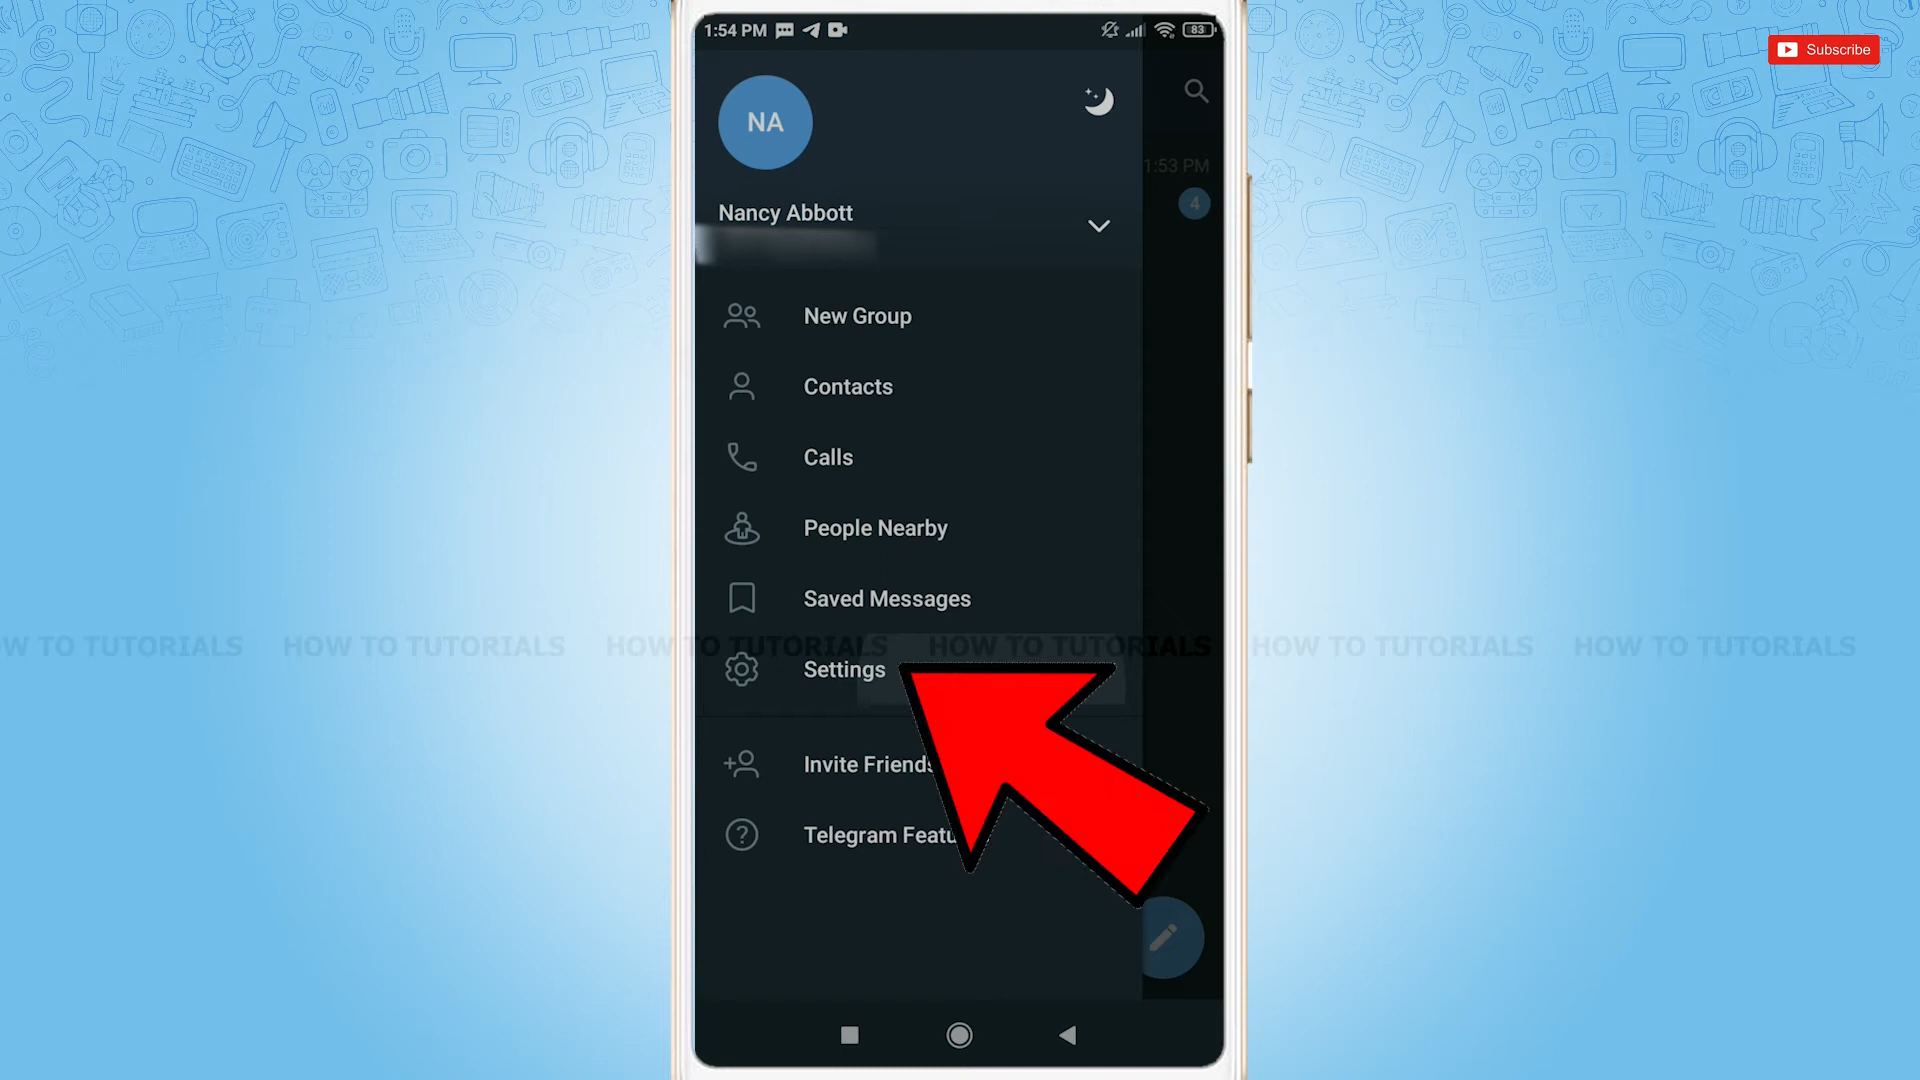 1:54 PM
83
Subscribe
NA
1:53 PM
Nancy Abbott
4
New Group
Contacts
Calls
People Nearby
Saved Messages
OW TO TUTORIALS HOW TO TUTORIALS HOW TO TUTORIALS HOW TO TUTORIALS HOW TO TUTORIALS HOW TO TUTORIALS
Settings
Invite Friends
Telegram Featu